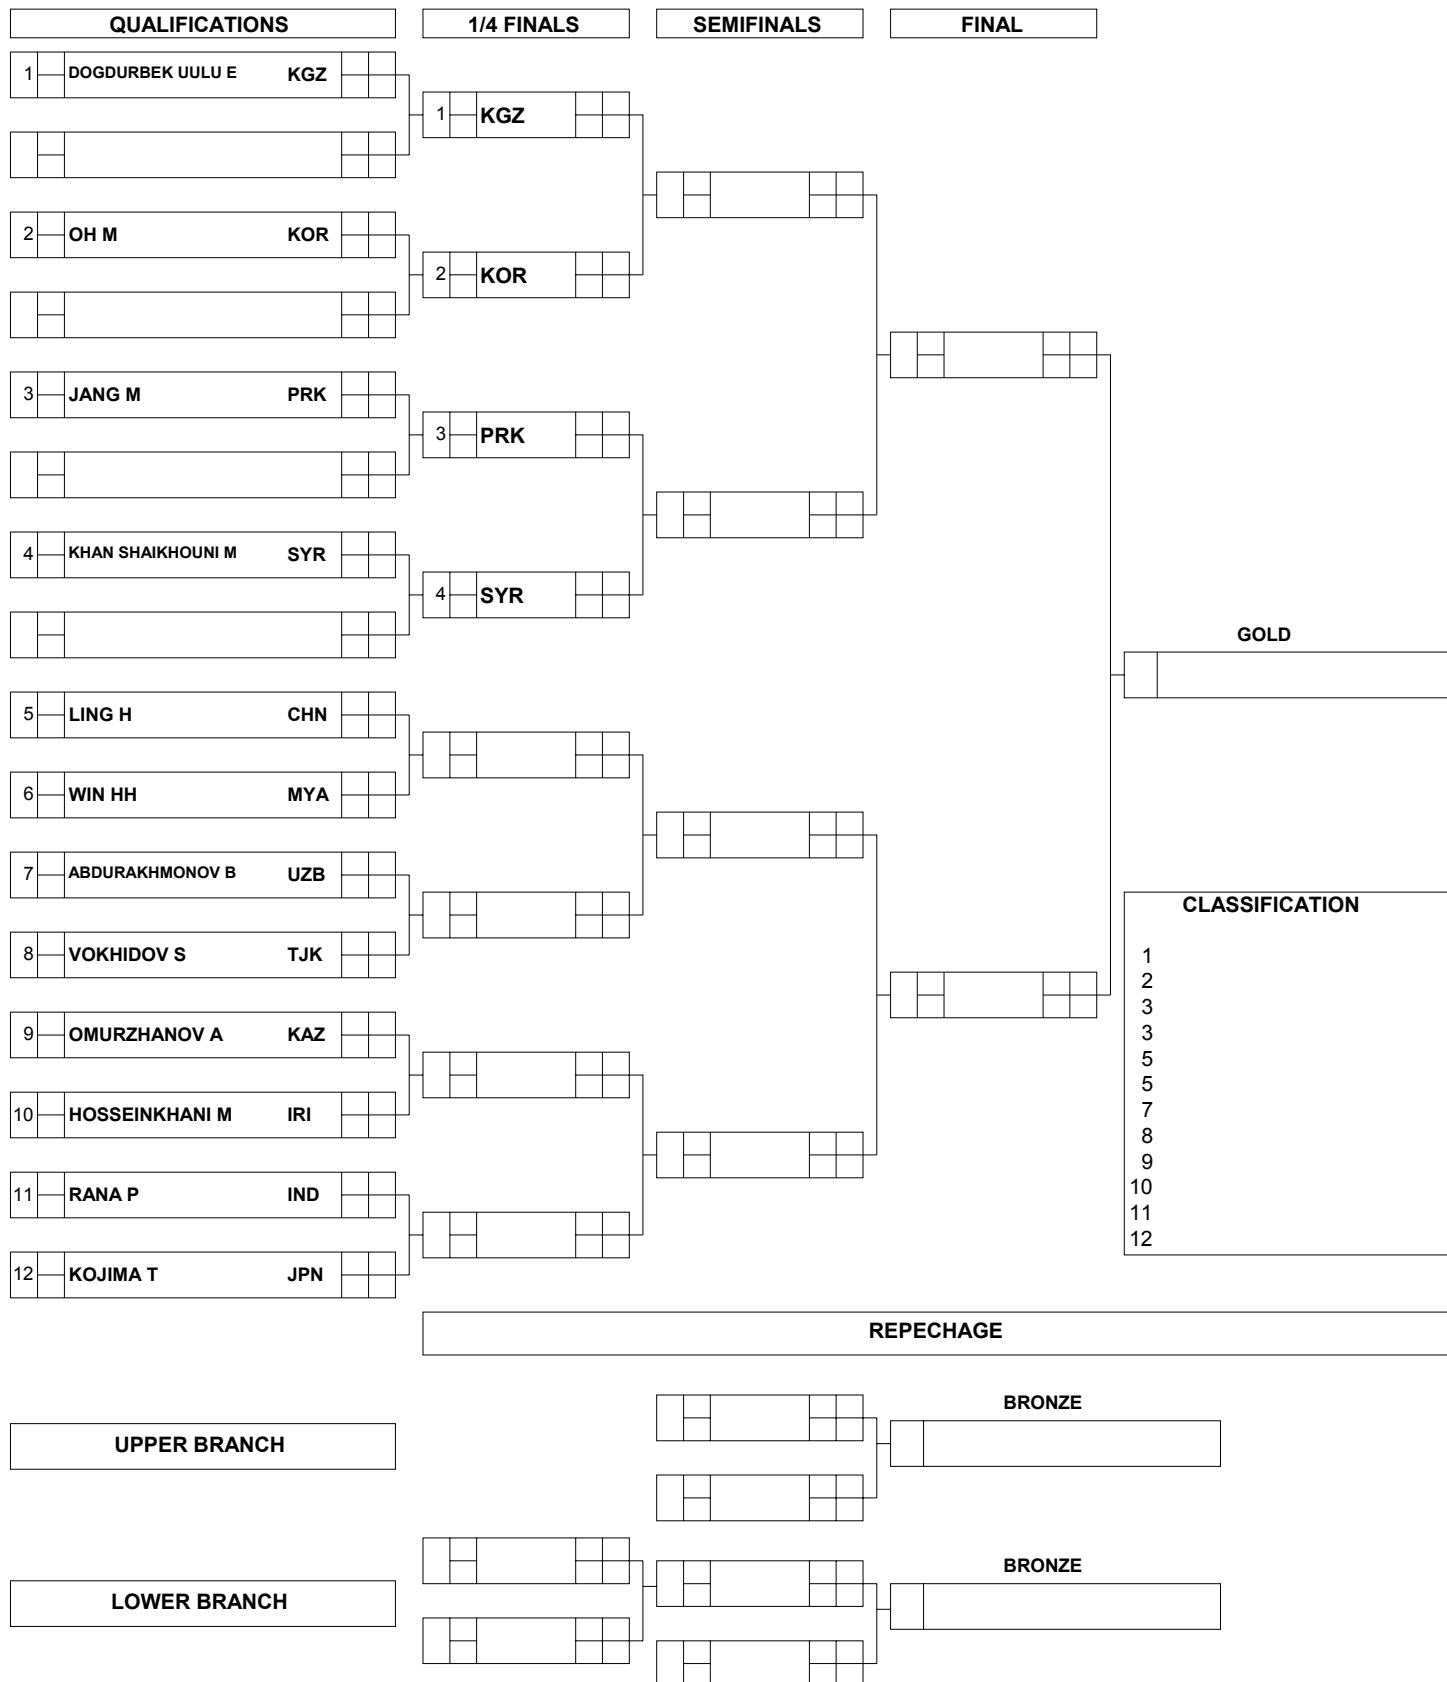 QUALIFICATIONS 1/4 FINALS SEMIFINALS FINAL
1 DOGDURBEK UULU E KGZ
1 KGZ
2 OH M KOR
2 KOR
3 JANG M PRK
3 PRK
4 KHAN SHAIKHOUNI M SYR
4 SYR
GOLD
5 LING H CHN
6 WIN HH MYA
7 ABDURAKHMONOV B UZB
8 VOKHIDOV S TJK
9 OMURZHANOV A KAZ
10 HOSSEINKHANI M IRI
11 RANA P IND
12 KOJIMA T JPN
CLASSIFICATION
1
2
3
3
5
5
7
8
9
10
11
12
REPECHAGE
BRONZE
UPPER BRANCH
BRONZE
LOWER BRANCH